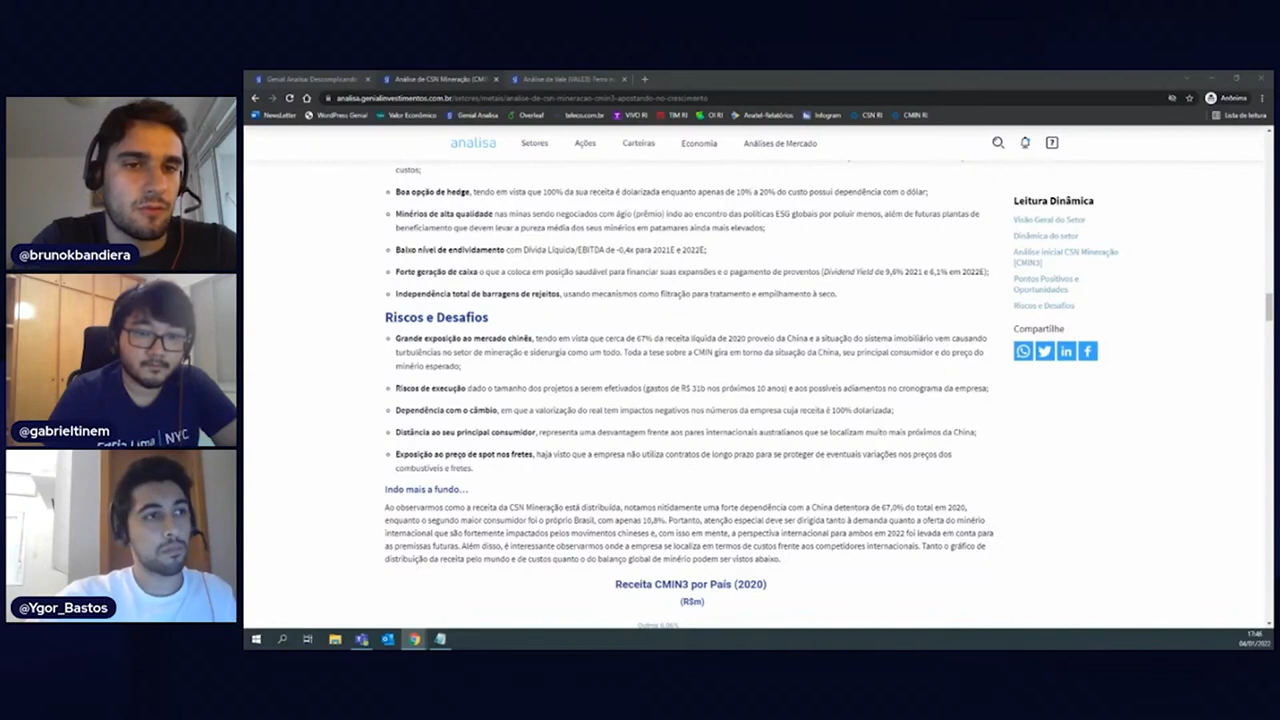 Genial Analisa: Descomplicando
Análise de CSN Mineração (CMIN
Análise de Vale (VALE3): Ferro n
analisa.genialinvestimentos.com.br/setores/metais/analise-de-csn-mineracao-cmin3-apostando-no-crescimento
Anônima
NewsLetter
WordPress Genial
Valor Econômico
Genial Analisa
Overleaf
teleco.com.br
VIVO RI
TIM RI
OI RI
Anatel-Relatórios
Infogram
CSN RI
CMIN RI
Lista de leitura
analisa
Setores
Ações
Carteiras
Economia
Análises de Mercado
custos;
Boa opção de hedge, tendo em vista que 100% da sua receita é dolarizada enquanto apenas de 10% a 20% do custo possui dependência com o dólar;
Minérios de alta qualidade nas minas sendo negociados com ágio (prêmio) indo ao encontro das políticas ESG globais por poluir menos, além de futuras plantas de
beneficiamento que devem levar a pureza média dos seus minérios em patamares ainda mais elevados;
Baixo nível de endividamento com Dívida Líquida/EBITDA de -0,4x para 2021E e 2022E;
Forte geração de caixa o que a coloca em posição saudável para financiar suas expansões e o pagamento de proventos (Dividend Yield de 9,6% 2021 e 6,1% em 2022E);
Independência total de barragens de rejeitos, usando mecanismos como filtração para tratamento e empilhamento à seco.
Riscos e Desafios
Grande exposição ao mercado chinês, tendo em vista que cerca de 67% da receita líquida de 2020 proveio da China e a situação do sistema imobiliário vem causando
turbulências no setor de mineração e siderurgia como um todo. Toda a tese sobre a CMIN gira em torno da situação da China, seu principal consumidor e do preço do
minério esperado;
Riscos de execução dado o tamanho dos projetos a serem efetivados (gastos de R$ 31b nos próximos 10 anos) e aos possíveis adiamentos no cronograma da empresa;
Dependência com o câmbio, em que a valorização do real tem impactos negativos nos números da empresa cuja receita é 100% dolarizada;
Distância ao seu principal consumidor, representa uma desvantagem frente aos pares internacionais australianos que se localizam muito mais próximos da China;
Exposição ao preço de spot nos fretes, haja visto que a empresa não utiliza contratos de longo prazo para se proteger de eventuais variações nos preços dos
combustíveis e fretes.
Indo mais a fundo…
Ao observarmos como a receita da CSN Mineração está distribuída, notamos nitidamente uma forte dependência com a China detentora de 67,0% do total em 2020,
enquanto o segundo maior consumidor foi o próprio Brasil, com apenas 10,8%. Portanto, atenção especial deve ser dirigida tanto à demanda quanto a oferta do minério
internacional que são fortemente impactados pelos movimentos chineses e, com isso em mente, a perspectiva internacional para ambos em 2022 foi levada em conta para
as premissas futuras. Além disso, é interessante observarmos onde a empresa se localiza em termos de custos frente aos competidores internacionais. Tanto o gráfico de
distribuição da receita pelo mundo e de custos quanto o do balanço global de minério podem ser vistos abaixo.
Receita CMIN3 por País (2020)
(R$m)
Outros 6,06%
Leitura Dinâmica
Visão Geral do Setor
Dinâmica do setor
Análise inicial CSN Mineração
[CMIN3]
Pontos Positivos e
Oportunidades
Riscos e Desafios
Compartilhe
@brunokbandiera
@gabrieltinem
Faria Lima | NYC
@Ygor_Bastos
17:46
04/01/2022